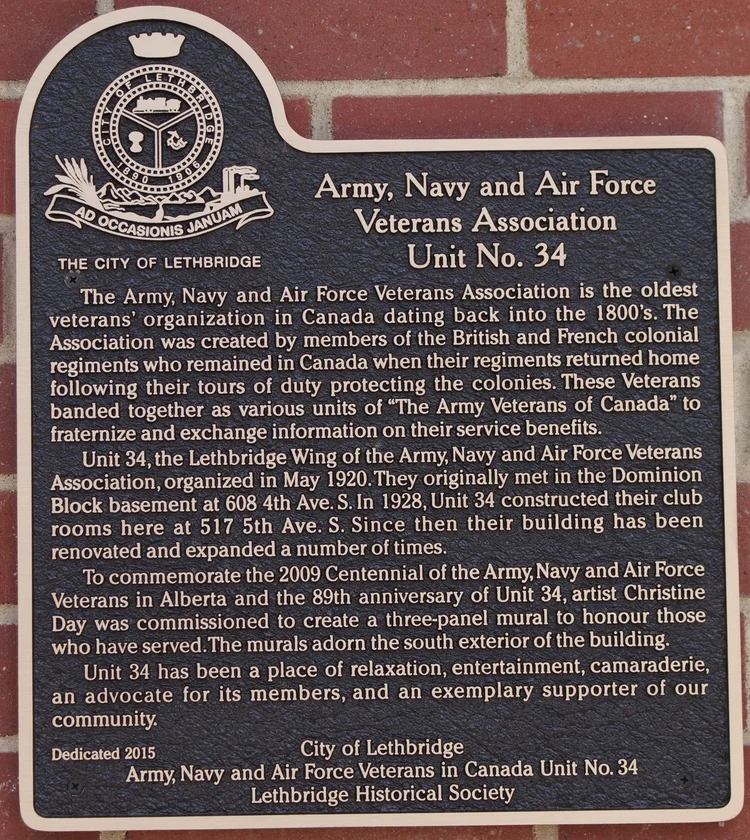 CITY OF LETHBRIDGE
1890 1906
AD OCCASIONIS JANUAM
THE CITY OF LETHBRIDGE
Army, Navy and Air Force
Veterans Association
Unit No. 34
The Army, Navy and Air Force Veterans Association is the oldest
veterans' organization in Canada dating back into the 1800's. The
Association was created by members of the British and French colonial
regiments who remained in Canada when their regiments returned home
following their tours of duty protecting the colonies. These Veterans
banded together as various units of "The Army Veterans of Canada" to
fraternize and exchange information on their service benefits.
Unit 34, the Lethbridge Wing of the Army, Navy and Air Force Veterans
Association, organized in May 1920. They originally met in the Dominion
Block basement at 608 4th Ave. S. In 1928, Unit 34 constructed their club
rooms here at 517 5th Ave. S. Since then their building has been
renovated and expanded a number of times.
To commemorate the 2009 Centennial of the Army, Navy and Air Force
Veterans in Alberta and the 89th anniversary of Unit 34, artist Christine
Day was commissioned to create a three-panel mural to honour those
who have served. The murals adorn the south exterior of the building.
Unit 34 has been a place of relaxation, entertainment, camaraderie,
an advocate for its members, and an exemplary supporter of our
community.
Dedicated 2015
City of Lethbridge
Army, Navy and Air Force Veterans in Canada Unit No. 34
Lethbridge Historical Society